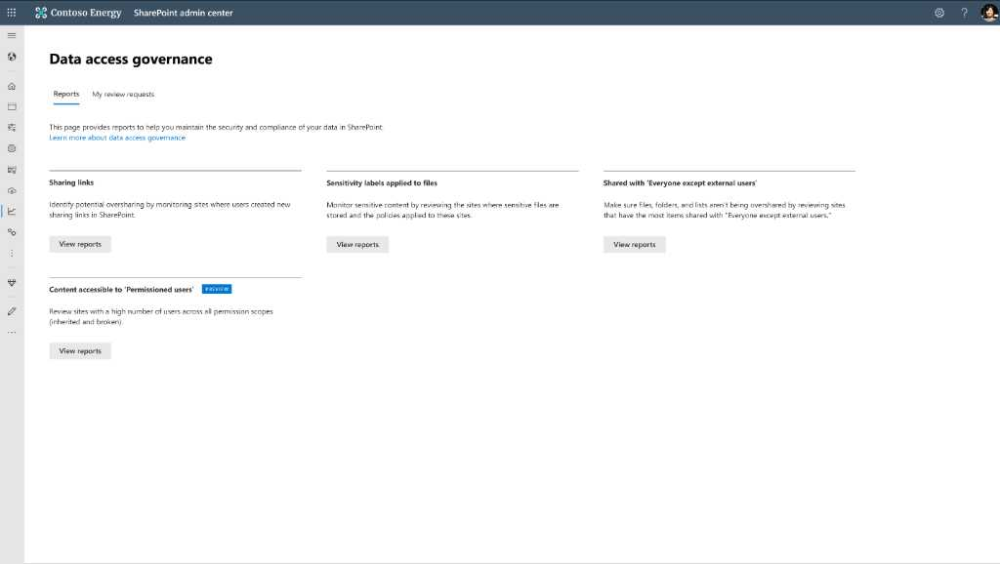 Contoso Energy SharePoint admin center
Data access governance
Reports My review requests
This page provides reports to help you maintain the security and compliance of your data in SharePoint.
Learn more about data access governance
Sharing links
Identify potential oversharing by monitoring sites where users created new
sharing links in SharePoint.
View reports
Sensitivity labels applied to files
Monitor sensitive content by reviewing the sites where sensitive files are
stored and the policies applied to these sites.
View reports
Shared with 'Everyone except external users'
Make sure files, folders, and lists aren't being overshared by reviewing sites
that have the most items shared with "Everyone except external users."
View reports
Content accessible to 'Permissioned users' PREVIEW
Review sites with a high number of users across all permission scopes
(inherited and broken).
View reports